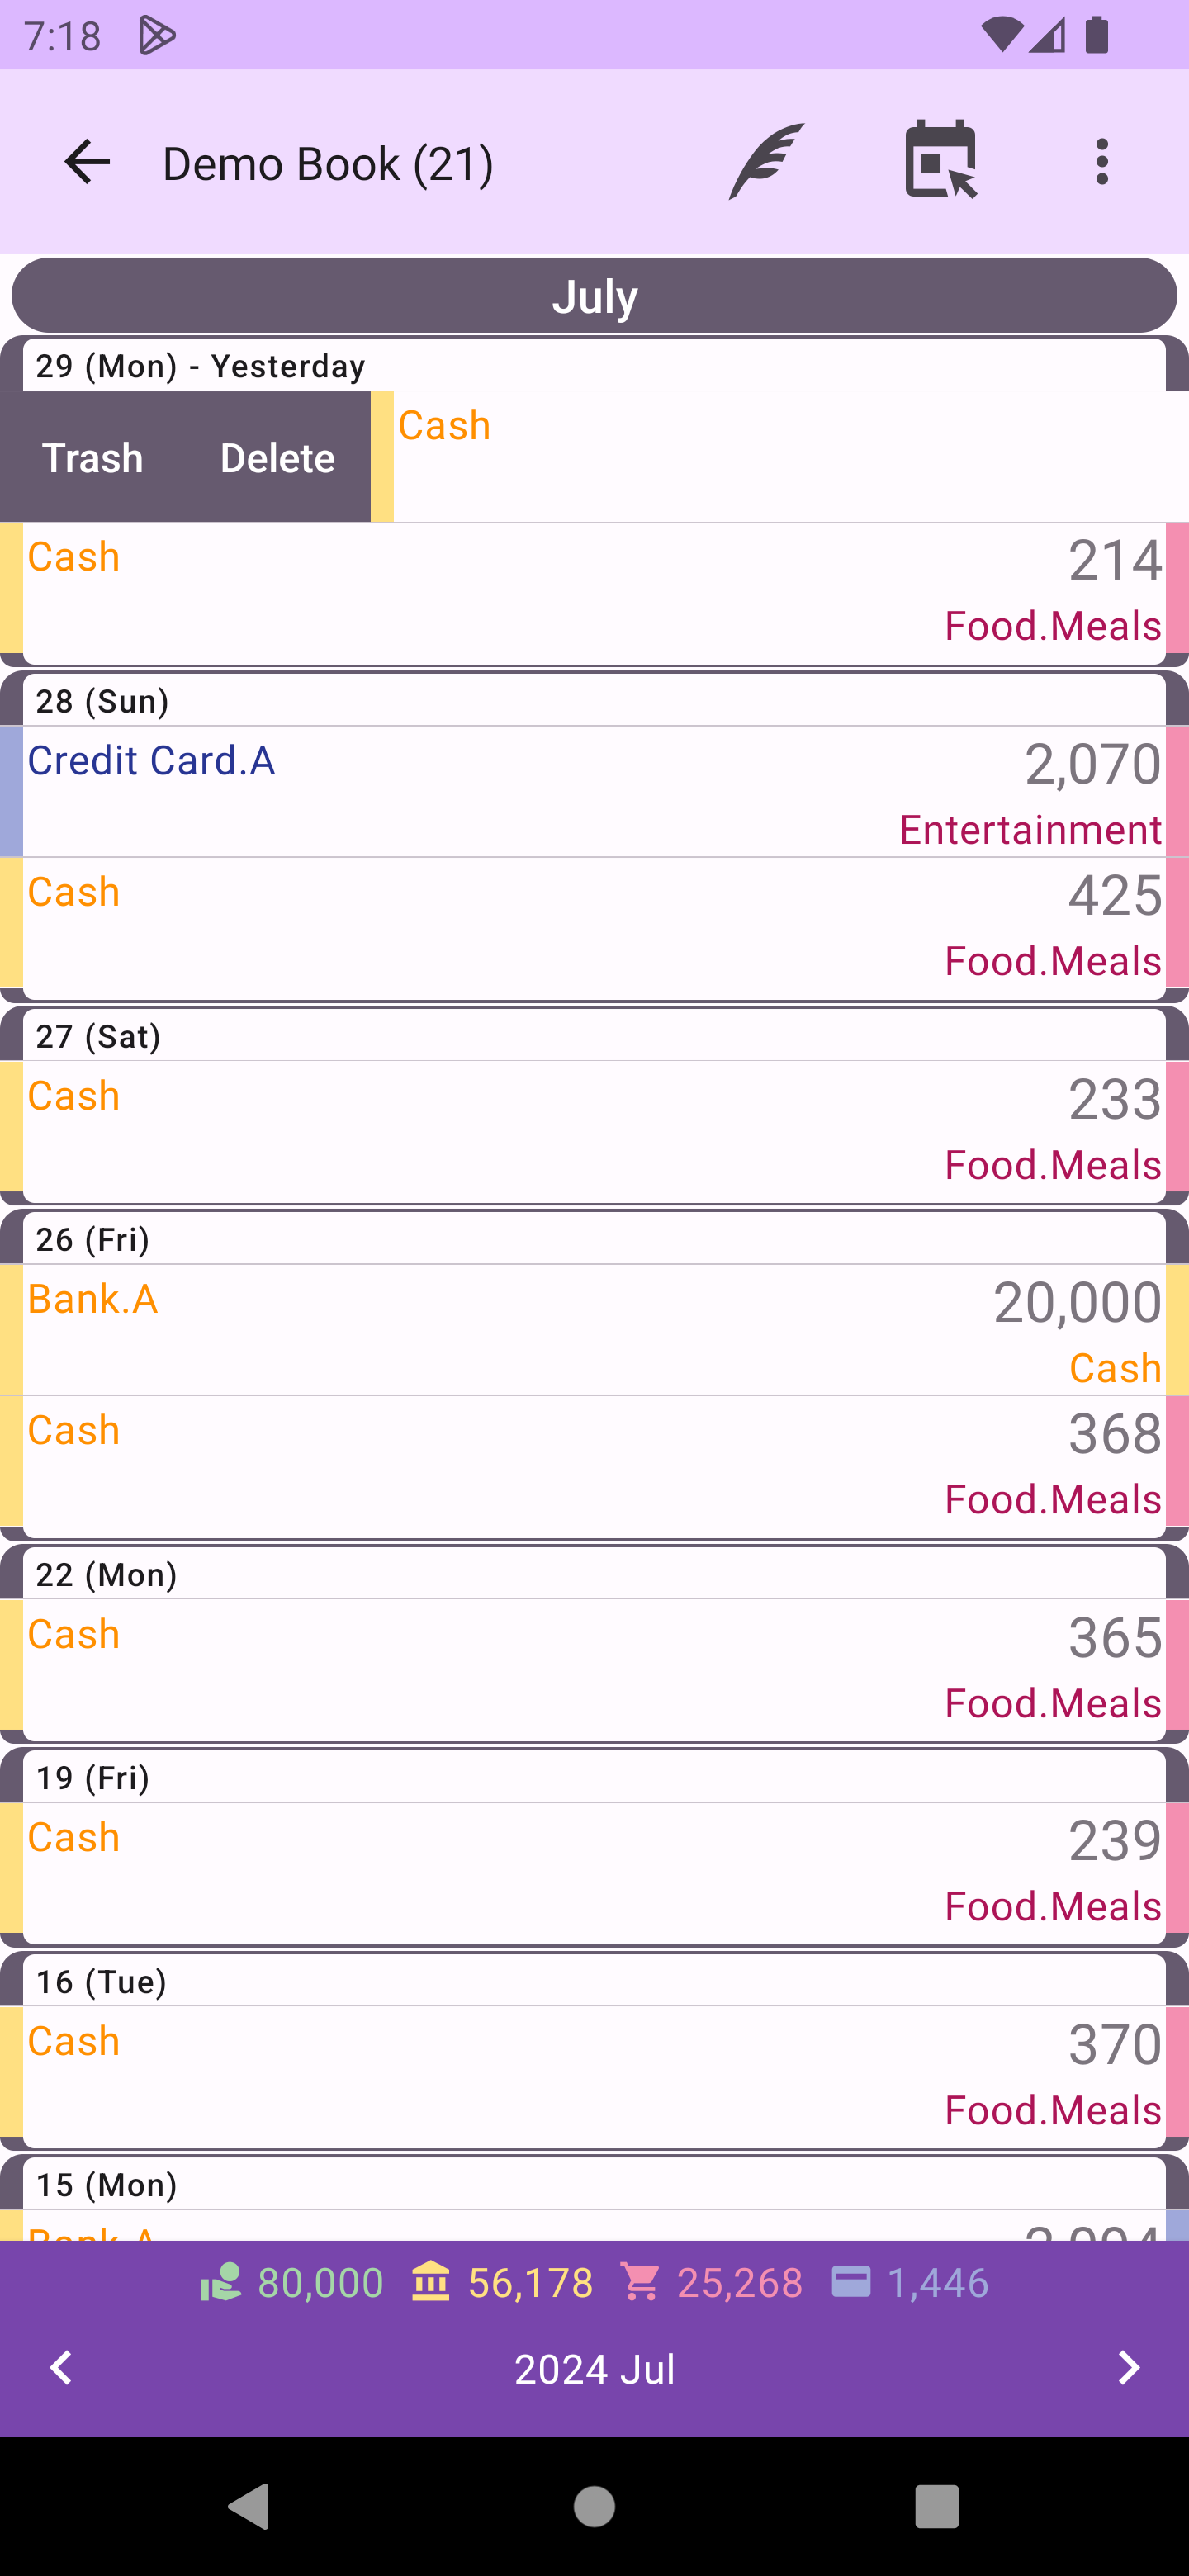 7:18
Demo Book (21)
July
29 (Mon) - Yesterday
Trash Delete Cash
Cash 214
Food.Meals
28 (Sun)
Credit Card.A 2,070
Entertainment
Cash 425
Food.Meals
27 (Sat)
Cash 233
Food.Meals
26 (Fri)
Bank.A 20,000
Cash
Cash 368
Food.Meals
22 (Mon)
Cash 365
Food.Meals
19 (Fri)
Cash 239
Food.Meals
16 (Tue)
Cash 370
Food.Meals
15 (Mon)
Bank.A
80,000 56,178 25,268 1,446
2024 Jul